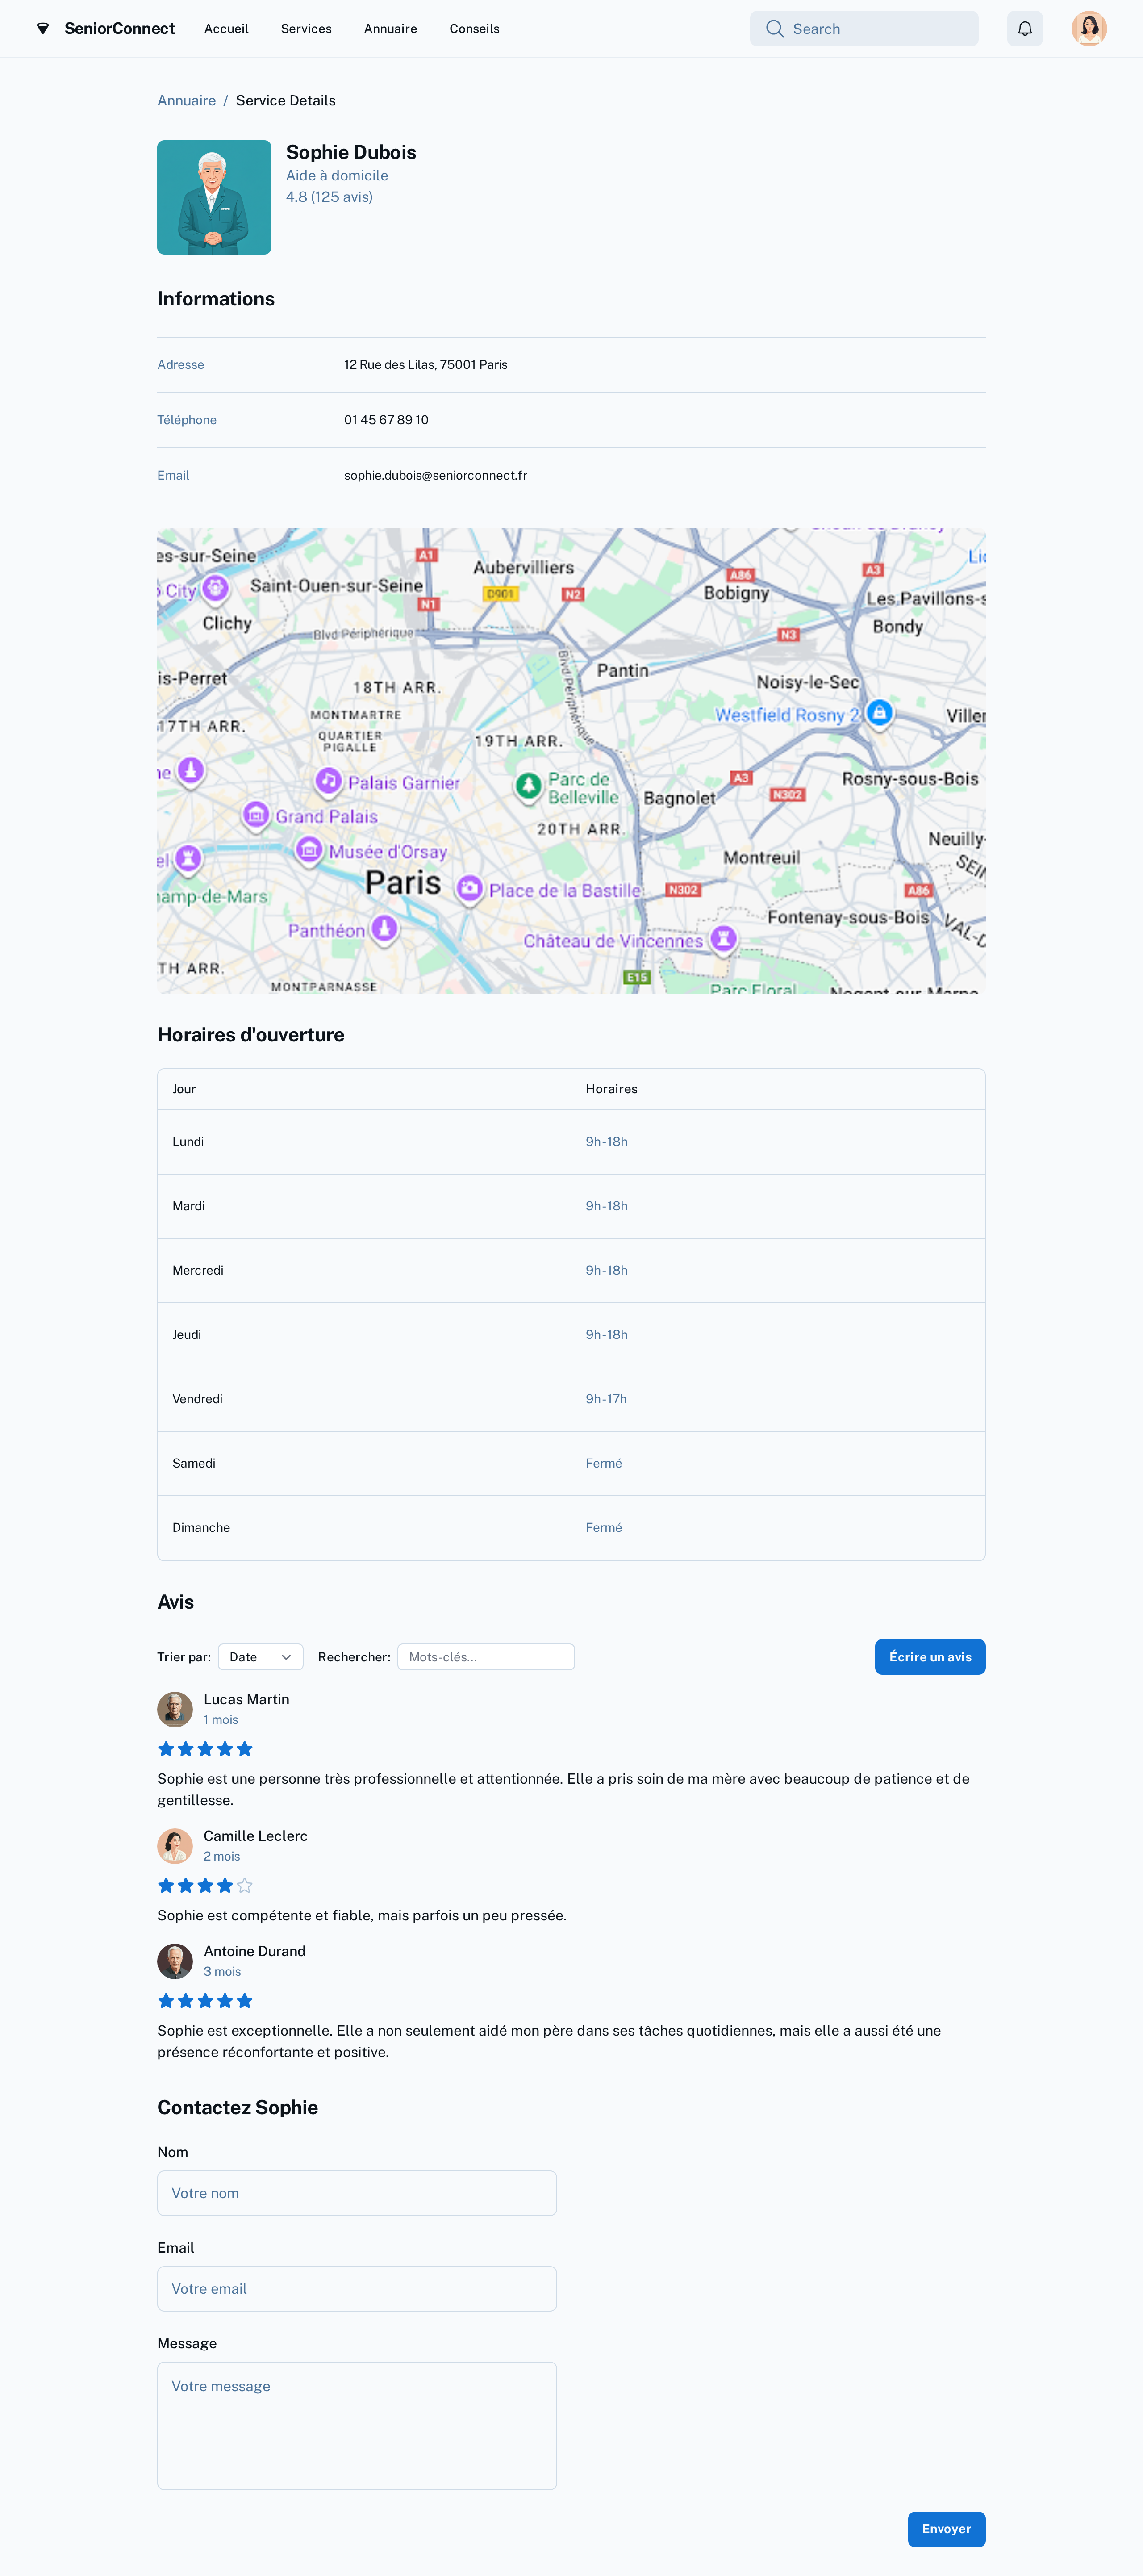 SeniorConnect
Accueil
Services
Annuaire
Conseils
Search
Annuaire / Service Details
Sophie Dubois
Aide à domicile
4.8 (125 avis)
Informations
Adresse
12 Rue des Lilas, 75001 Paris
Téléphone
01 45 67 89 10
Email
sophie.dubois@seniorconnect.fr
es-sur-Seine
A1
Aubervilliers
A86
A3
City
Saint-Ouen-sur-Seine
D901
N2
Bobigny
Les Pavillons-s
N1
Clichy
Blvd Périphérique
N3
Bondy
is-Perret
Blvd Périphérique
Pantin
Noisy-le-Sec
18TH ARR.
17TH ARR.
MONTMARTRE
Westfield Rosny 2
Viller
QUARTIER
PIGALLE
19TH ARR.
Palais Garnier
Parc de
Belleville
A3
Rosny-sous-Bois
Bagnolet
N302
Grand Palais
20TH ARR.
Neuilly-
Musée d'Orsay
Montreuil
SEIN
Paris
Place de la Bastille
N302
A86
hamp-de-Mars
Fontenay-sous-Bois
VAL-D
Panthéon
Château de Vincennes
TH ARR.
E15
MONTPARNASSE
Parc Floral
Nogent-sur-Marne
Horaires d'ouverture
Jour
Horaires
Lundi
9h-18h
Mardi
9h-18h
Mercredi
9h-18h
Jeudi
9h-18h
Vendredi
9h-17h
Samedi
Fermé
Dimanche
Fermé
Avis
Trier par:
Date
Rechercher:
Mots-clés...
Écrire un avis
Lucas Martin
1 mois
Sophie est une personne très professionnelle et attentionnée. Elle a pris soin de ma mère avec beaucoup de patience et de
gentillesse.
Camille Leclerc
2 mois
Sophie est compétente et fiable, mais parfois un peu pressée.
Antoine Durand
3 mois
Sophie est exceptionnelle. Elle a non seulement aidé mon père dans ses tâches quotidiennes, mais elle a aussi été une
présence réconfortante et positive.
Contactez Sophie
Nom
Votre nom
Email
Votre email
Message
Votre message
Envoyer